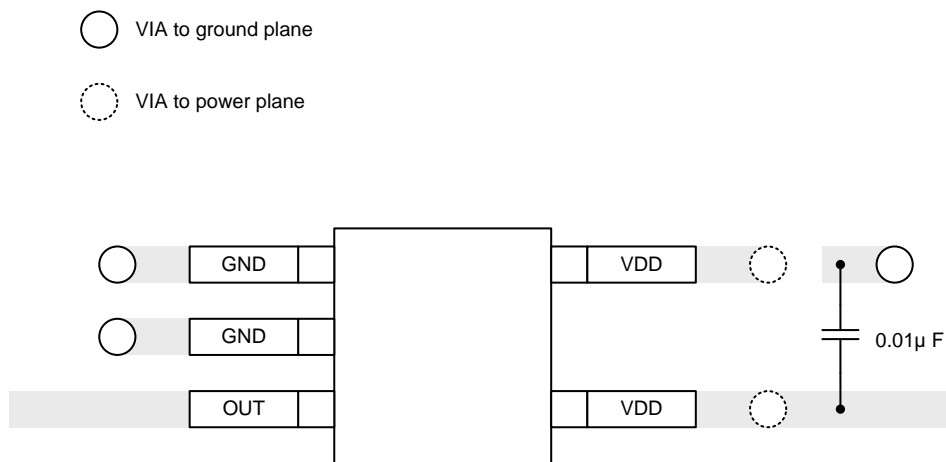 VIA to ground plane
VIA to power plane
GND VDD
GND 0.01µ F
OUT VDD